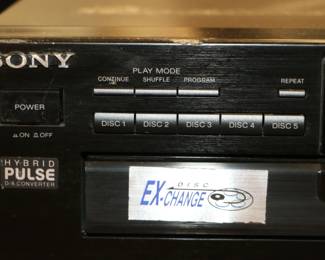 SONY
PLAY MODE
CONTINUE SHUFFLE PROGRAM REPEAT
POWER
DISC 1 DISC 2 DISC 3 DISC 4 DISC 5
ON OFF
HYBRID
PULSE
D/A CONVERTER
DISC
EX-CHANGE